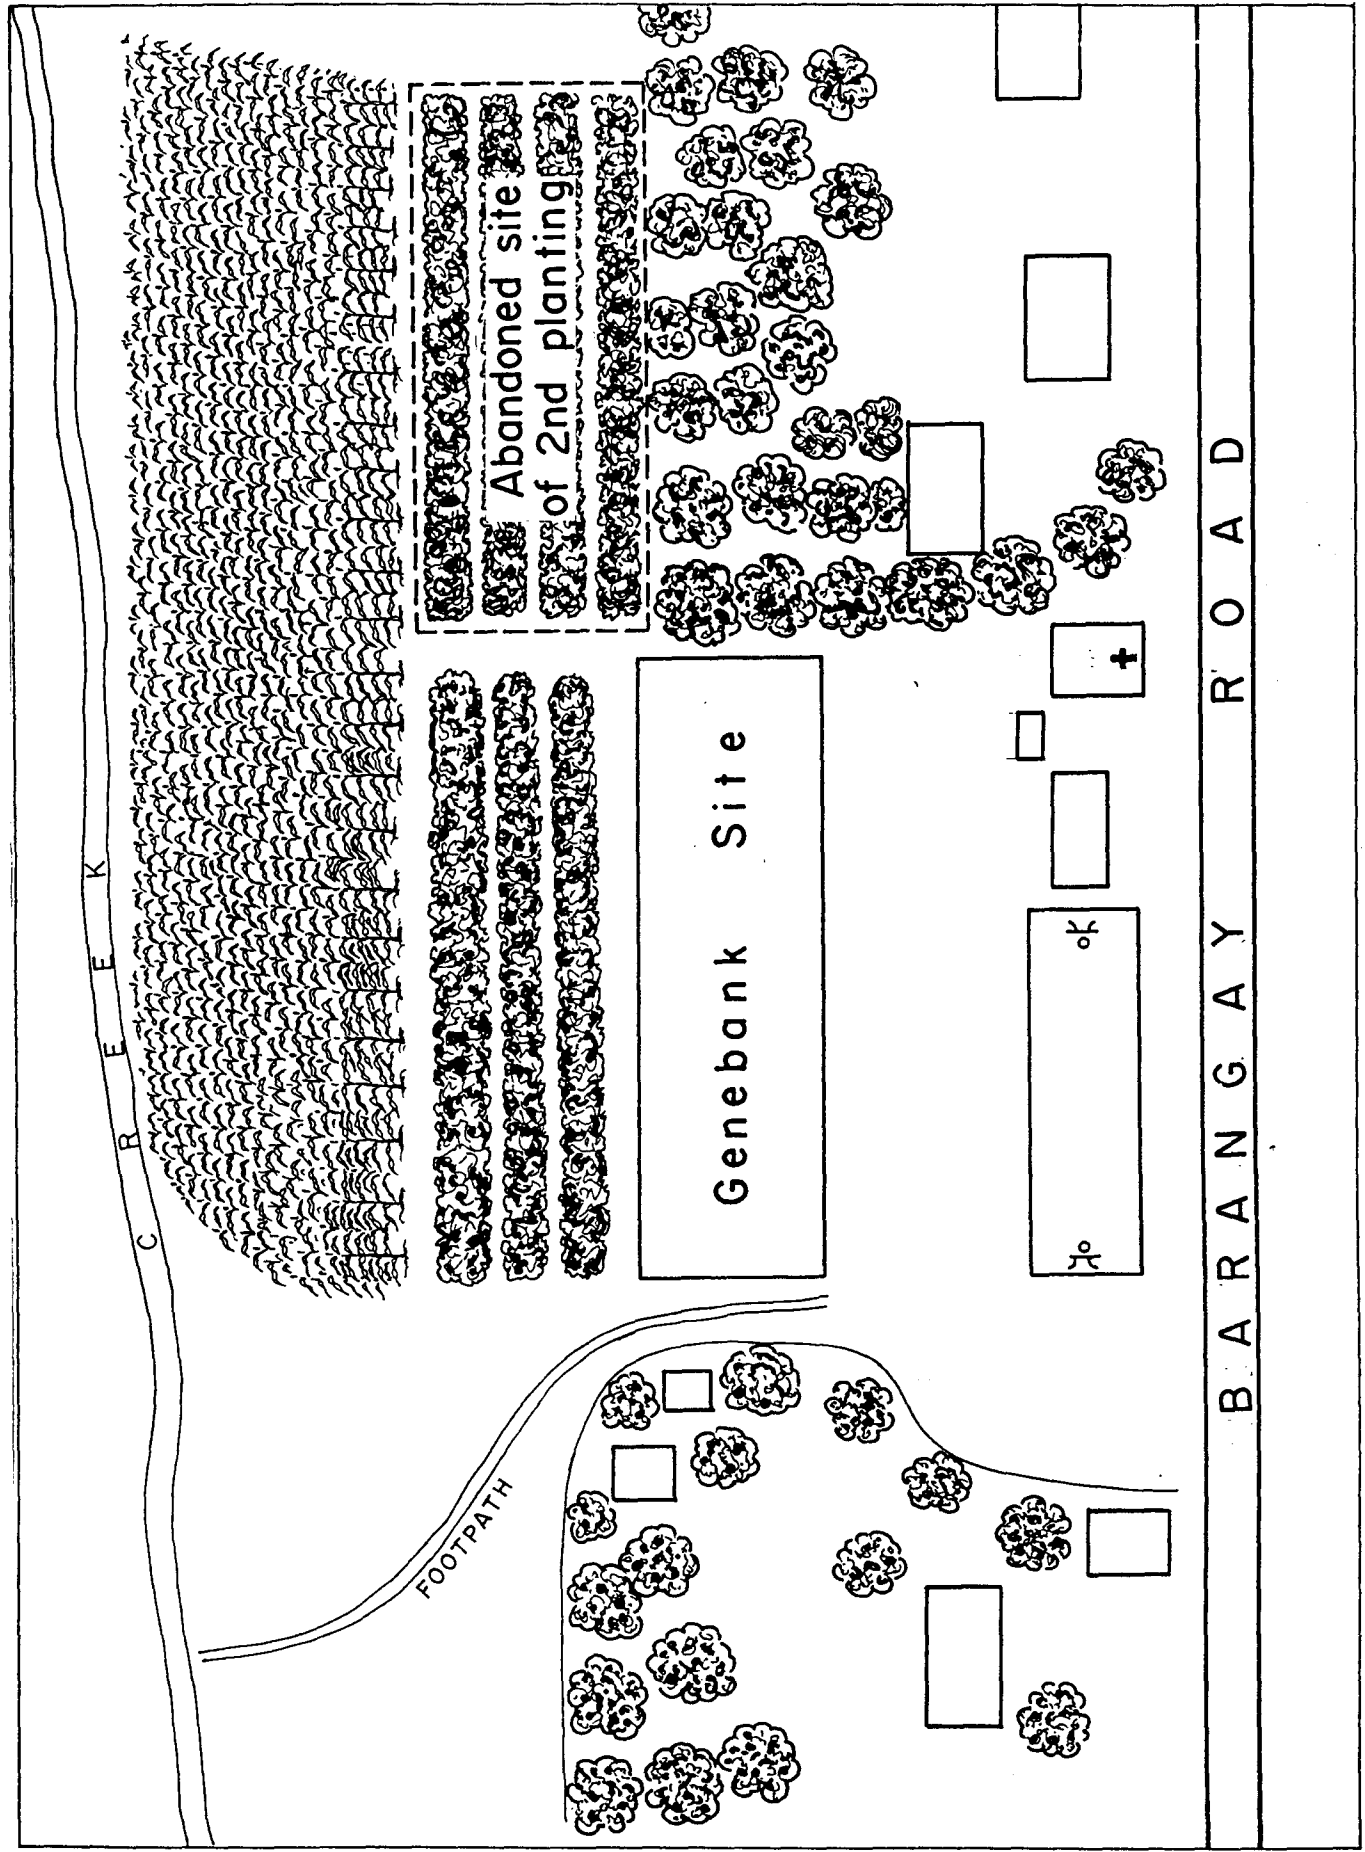 CREEK
Abandoned site
of 2nd planting
Genebank Site
FOOTPATH
BARANGAY ROAD